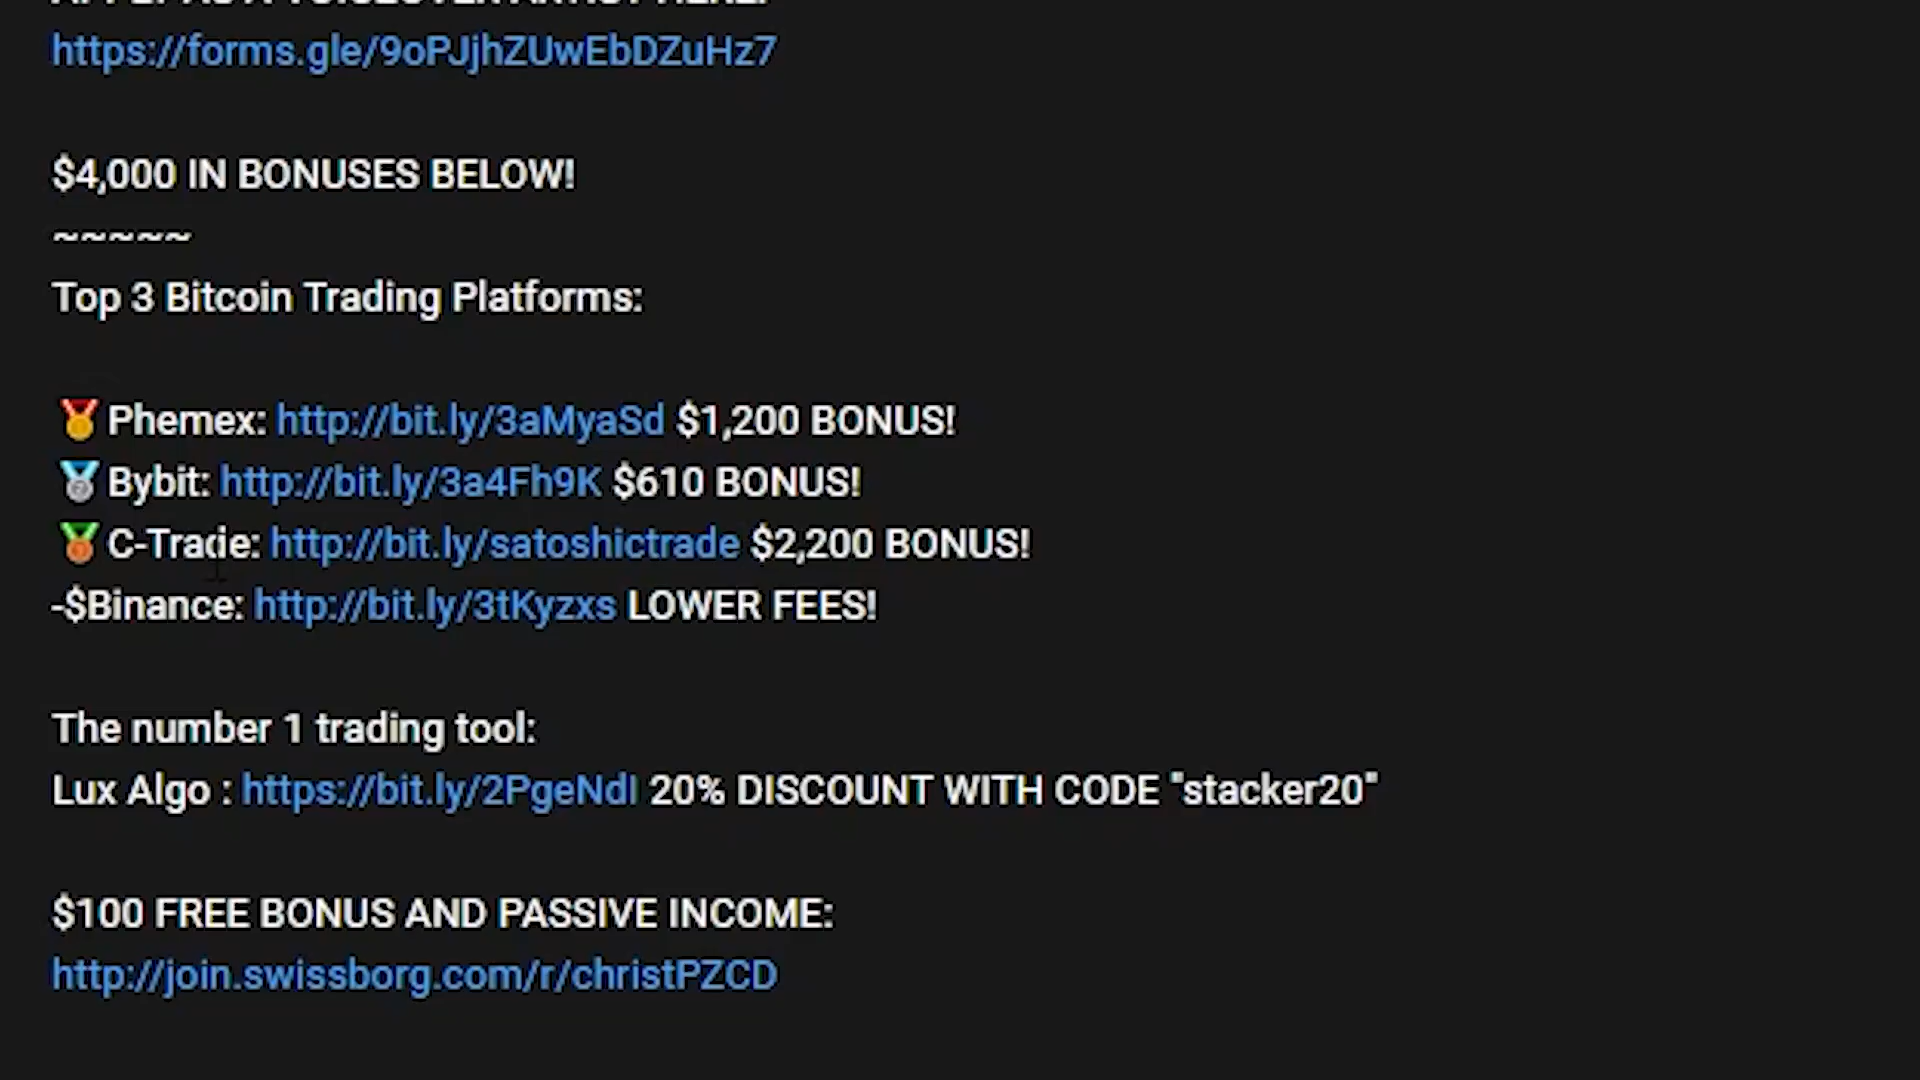 https://forms.gle/9oPJjhZUwEbDZuHz7
$4,000 IN BONUSES BELOW!
~~~~~
Top 3 Bitcoin Trading Platforms:
🥇Phemex: http://bit.ly/3aMyaSd $1,200 BONUS!
🥈Bybit: http://bit.ly/3a4Fh9K $610 BONUS!
🥉C-Trade: http://bit.ly/satoshictrade $2,200 BONUS!
-$Binance: http://bit.ly/3tKyzxs LOWER FEES!
The number 1 trading tool:
Lux Algo : https://bit.ly/2PgeNdI 20% DISCOUNT WITH CODE "stacker20"
$100 FREE BONUS AND PASSIVE INCOME:
http://join.swissborg.com/r/christPZCD